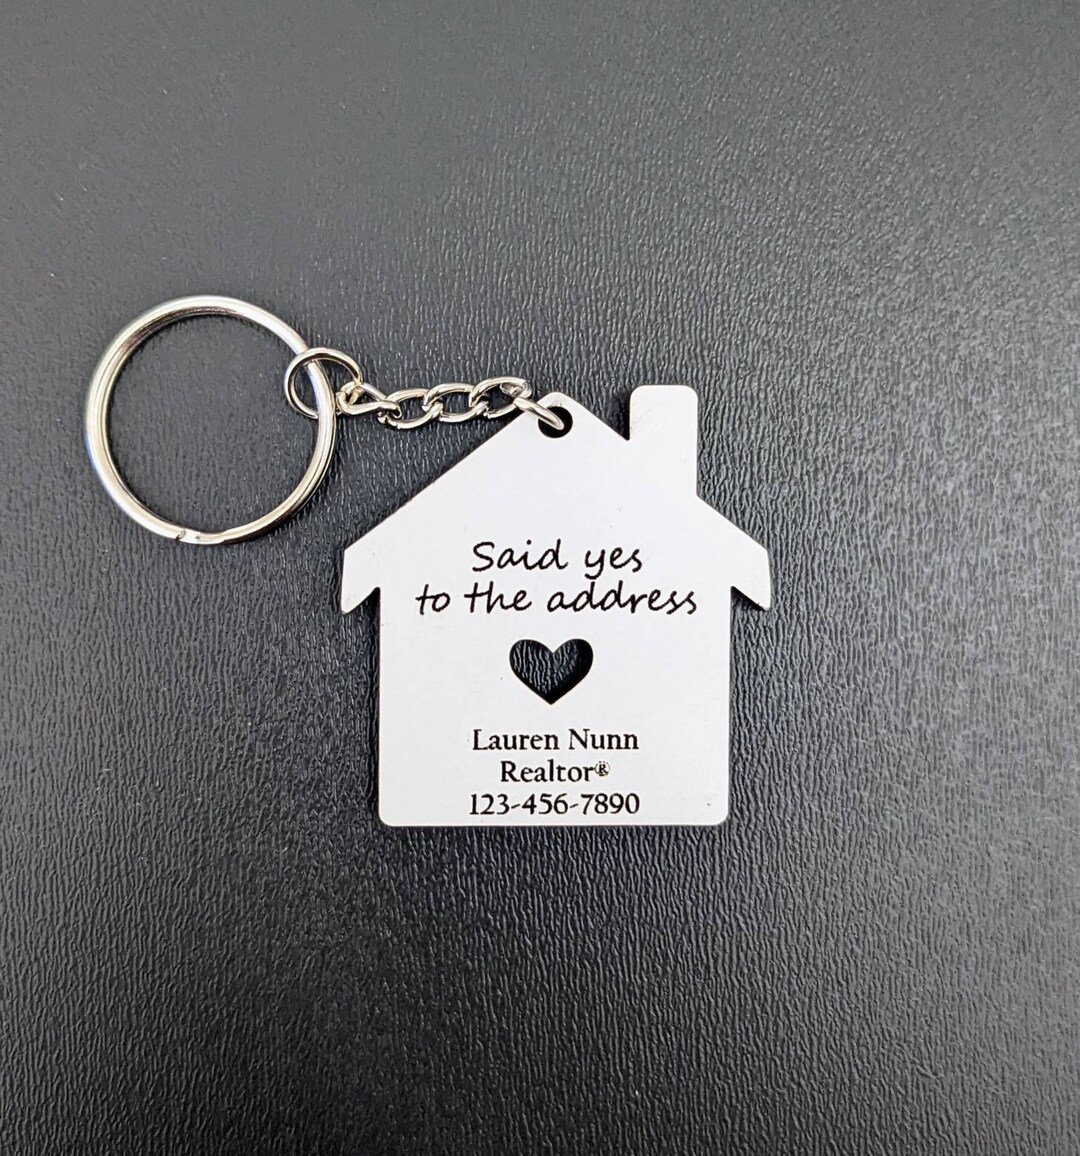 Said yes
to the address
Lauren Nunn
Realtor®
123-456-7890